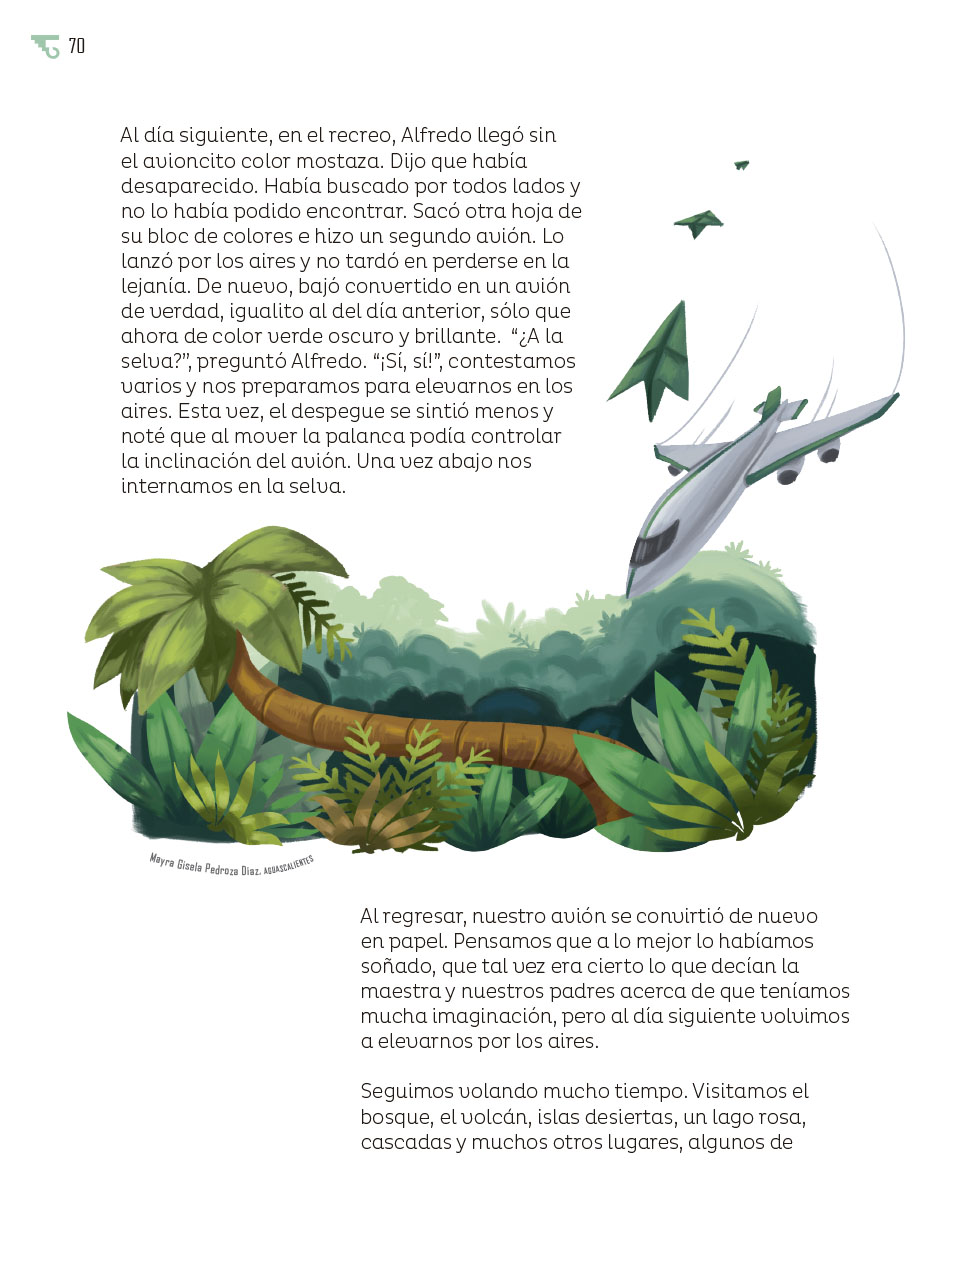 70
Al día siguiente, en el recreo, Alfredo llegó sin
el avioncito color mostaza. Dijo que había
desaparecido. Había buscado por todos lados y
no lo había podido encontrar. Sacó otra hoja de
su bloc de colores e hizo un segundo avión. Lo
lanzó por los aires y no tardó en perderse en la
lejanía. De nuevo, bajó convertido en un avión
de verdad, igualito al del día anterior, sólo que
ahora de color verde oscuro y brillante. “¿A la
selva?”, preguntó Alfredo. “¡Sí, sí!”, contestamos
varios y nos preparamos para elevarnos en los
aires. Esta vez, el despegue se sintió menos y
noté que al mover la palanca podía controlar
la inclinación del avión. Una vez abajo nos
internamos en la selva.
Mayra Gisela Pedroza Díaz, AGUASCALIENTES
Al regresar, nuestro avión se convirtió de nuevo
en papel. Pensamos que a lo mejor lo habíamos
soñado, que tal vez era cierto lo que decían la
maestra y nuestros padres acerca de que teníamos
mucha imaginación, pero al día siguiente volvimos
a elevarnos por los aires.
Seguimos volando mucho tiempo. Visitamos el
bosque, el volcán, islas desiertas, un lago rosa,
cascadas y muchos otros lugares, algunos de